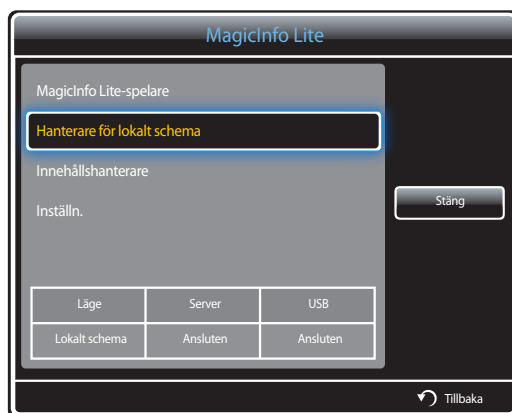 MagicInfo Lite
MagicInfo Lite-spelare
Hanterare för lokalt schema
Innehållshanterare
Inställn.
Stäng
Läge Server USB
Lokalt schema Ansluten Ansluten
Tillbaka